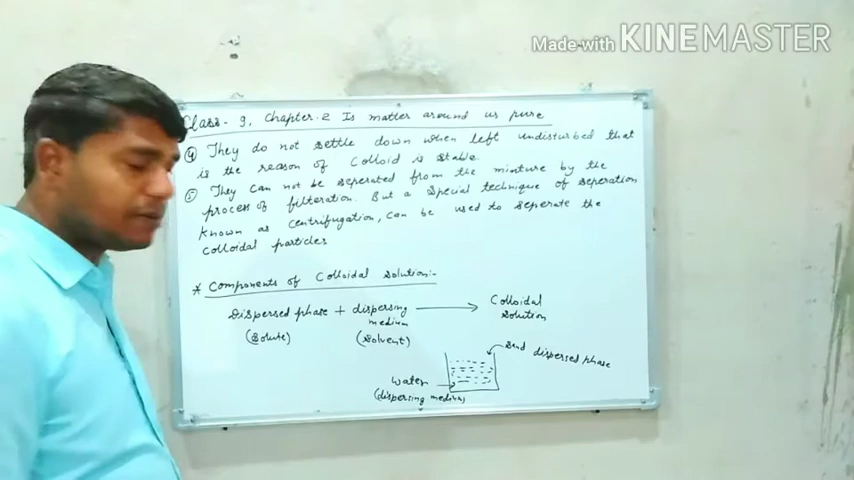 Made with KINEMASTER
Class - 9, Chapter-2 Is matter around us pure
④ They do not settle down when left undisturbed that
is the reason of colloid is stable
⑤ They can not be seperated from the mixture by the
process of filteration. But a special technique of seperation
known as centrifugation, can be used to seperate the
colloidal particles
* Components of Colloidal solution:-
Dispersed phase + dispersing medium → Colloidal solution
(Solute) (Solvent)
Sand dispersed phase
Water
(dispersing medium)